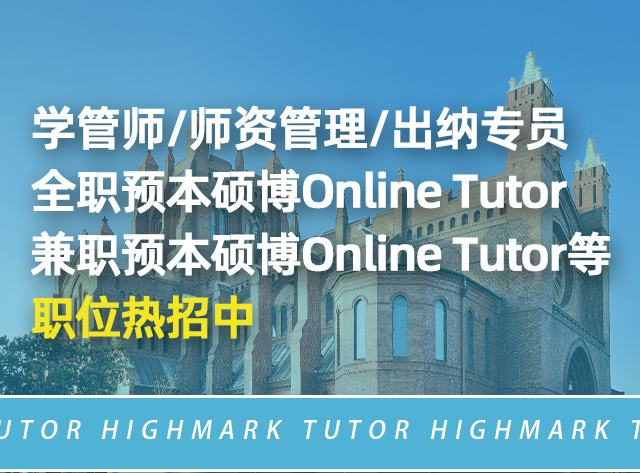 学管师/师资管理/出纳专员
全职预本硕博Online Tutor
兼职预本硕博Online Tutor等
职位热招中
UTOR HIGHMARK TUTOR HIGHMARK T